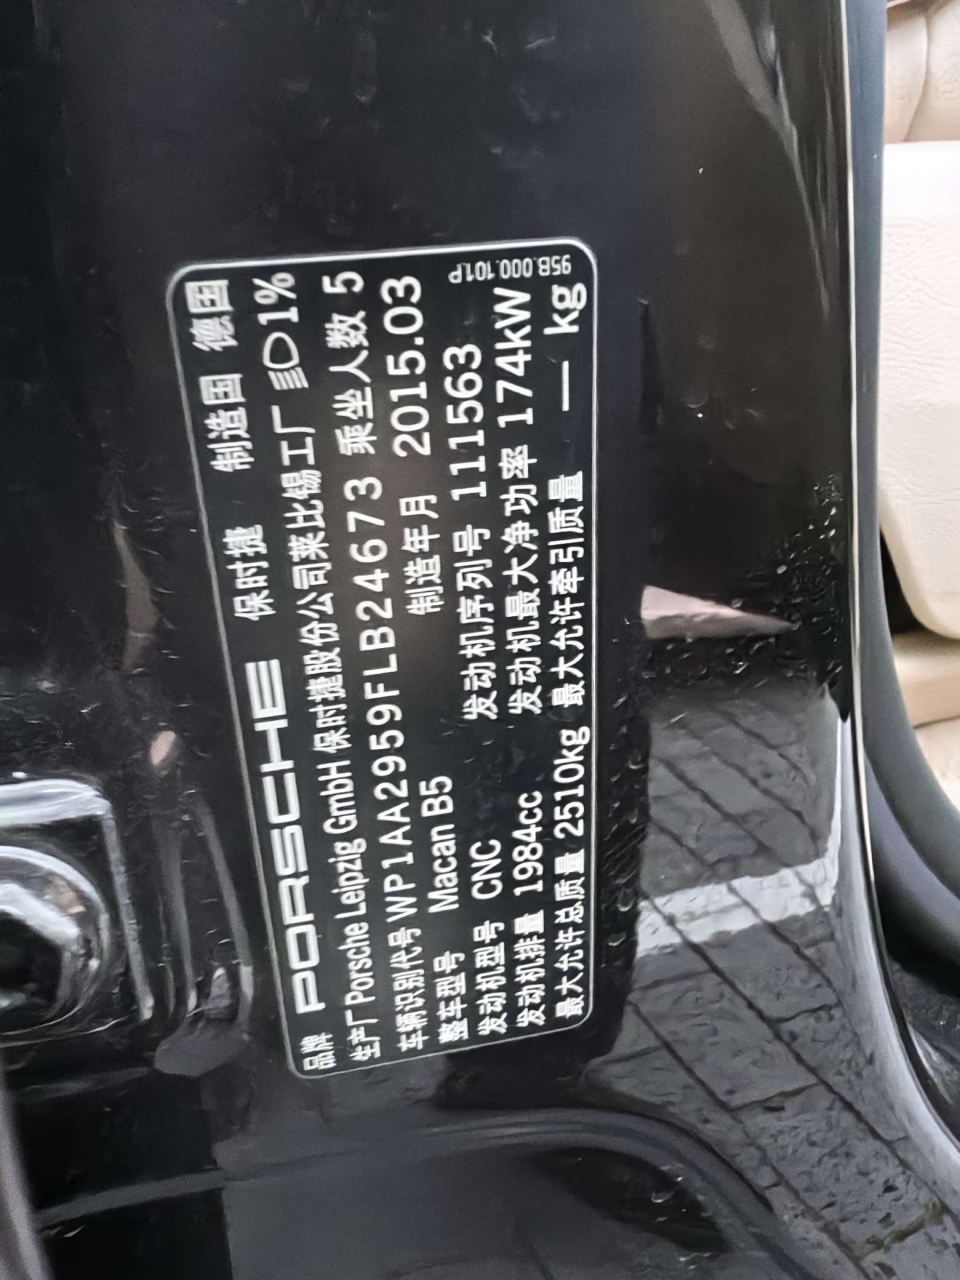 品牌 PORSCHE 保时捷 制造国 德国
生产厂 Porsche Leipzig GmbH 保时捷股份公司莱比锡工厂 1%
车辆识别代号 WP1AA2959FLB24673 乘坐人数 5
整车型号 Macan B5 制造年月 2015.03
发动机型号 CNC 发动机序列号 111563
发动机排量 1984cc 发动机最大净功率 174kW
最大允许总质量 2510kg 最大允许牵引质量 — kg
95B.000.101.P